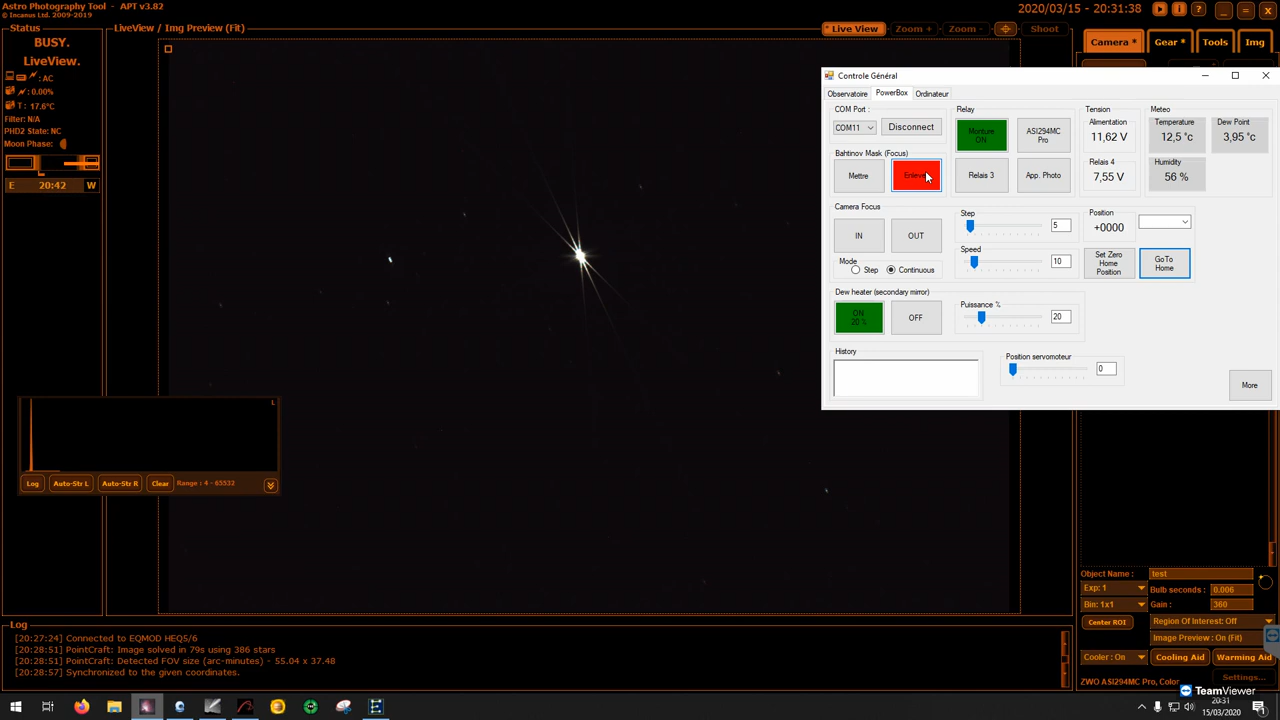 Astro Photography Tool - APT v3.82
© Incanus Ltd. 2009-2019
2020/03/15 - 20:31:38
Status
BUSY.
LiveView.
: AC
: 0.00%
T : 17.6°C
Filter: N/A
PHD2 State: NC
Moon Phase:
E 20:42 W
LiveView / Img Preview (Fit)
* Live View Zoom + Zoom - Shoot
Camera * Gear * Tools Img
Controle Général
Observatoire PowerBox Ordinateur
COM Port :
COM11 Disconnect
Bahtinov Mask (Focus)
Mettre
Relay
Monture ON
ASI294MC Pro
Relais 3 App. Photo
Tension
Alimentation
11,62 V
Relais 4
7,55 V
Meteo
Temperature Dew Point
12,5 °c 3,95 °c
Humidity
56 %
Camera Focus
IN OUT
Mode
Step Continuous
Step
5
Speed
10
Position
+0000
Set Zero Home Position
GoTo Home
Dew heater (secondary mirror)
ON 20%
OFF
Puissance %
20
History
Position servomoteur
0
More
L
Log Auto-Str L Auto-Str R Clear Range : 4 - 65532
Log
[20:27:24] Connected to EQMOD HEQ5/6
[20:28:51] PointCraft: Image solved in 79s using 386 stars
[20:28:51] PointCraft: Detected FOV size (arc-minutes) - 55.04 x 37.48
[20:28:57] Synchronized to the given coordinates.
Object Name : test
Exp: 1 Bulb seconds : 0.006
Bin: 1x1 Gain : 360
Center ROI Region Of Interest: Off
Image Preview : On (Fit)
Cooler : On Cooling Aid Warming Aid
ZWO ASI294MC Pro, Color Settings...
TeamViewer
20:31
15/03/2020
1